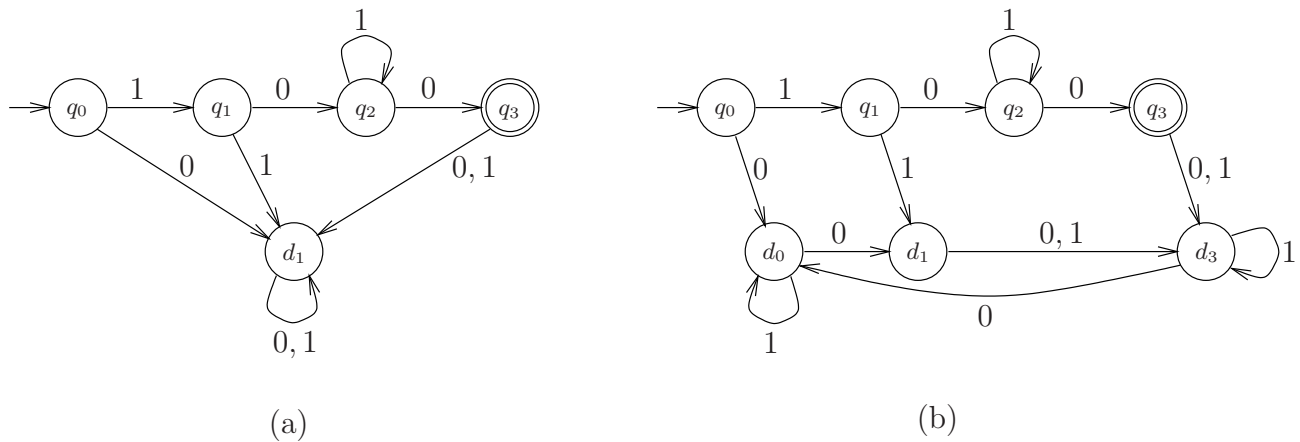 1 1
q0 1 q1 0 q2 0 q3 q0 1 q1 0 q2 0 q3
0 1 0, 1 0 1 0, 1
d1 d0 0 d1 0, 1 d3 1
0, 1 1 0
(a) (b)